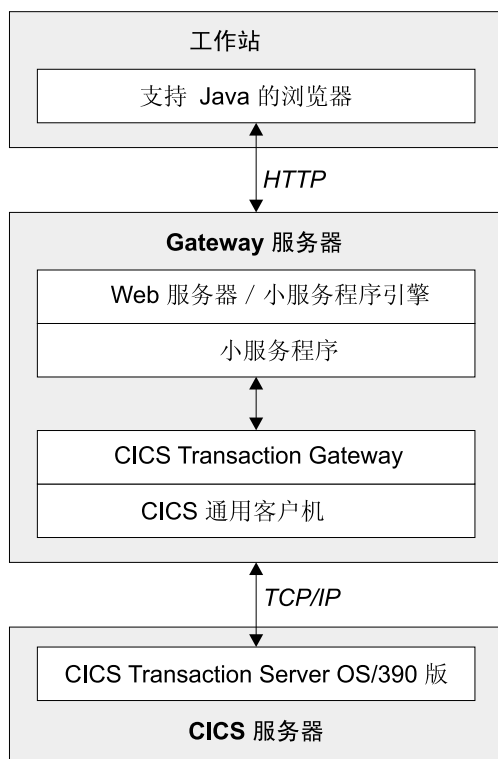 工作站
支持 Java 的浏览器
HTTP
Gateway 服务器
Web 服务器 / 小服务程序引擎
小服务程序
CICS Transaction Gateway
CICS 通用客户机
TCP/IP
CICS Transaction Server OS/390 版
CICS 服务器